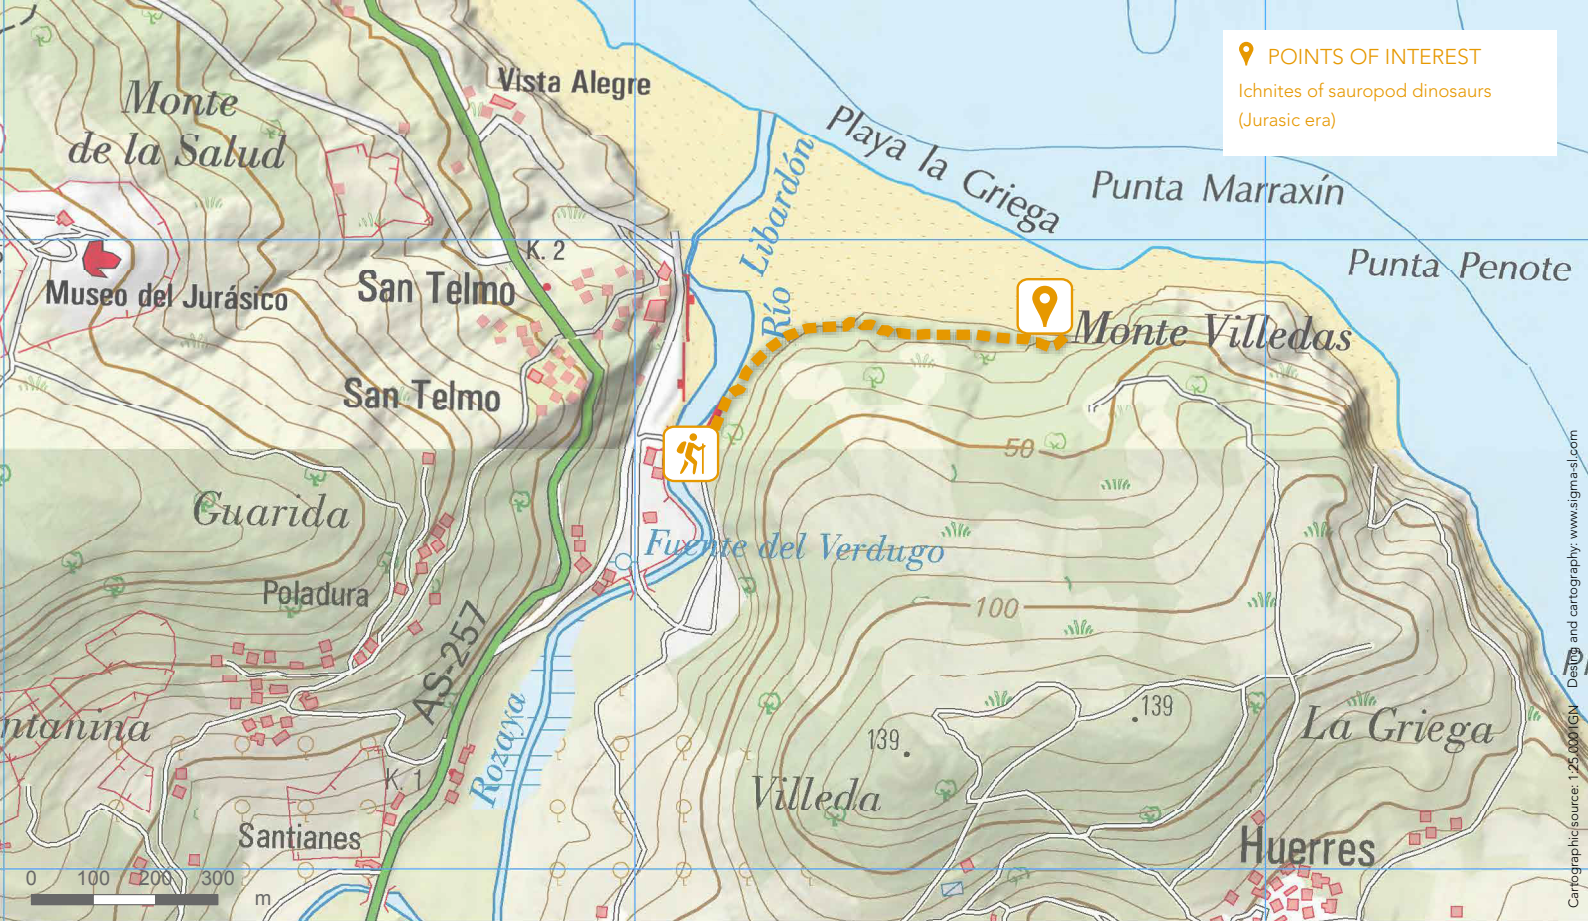 POINTS OF INTEREST
Ichnites of sauropod dinosaurs
(Jurasic era)
Vista Alegre
Monte
de la Salud
Playa la Griega
Punta Marraxín
Río Libardón
K. 2
Punta Penote
San Telmo
Museo del Jurásico
Monte Villedas
San Telmo
50
Guarida
Fuente del Verdugo
Poladura
100
AS-257
139
139
ntanina
Rozaya
La Griega
K. 1
Villeda
Santianes
Huerres
0 100 200 300
m
Cartographic source: 1:25.000IGN Desing and cartography: www.sigma-sl.com